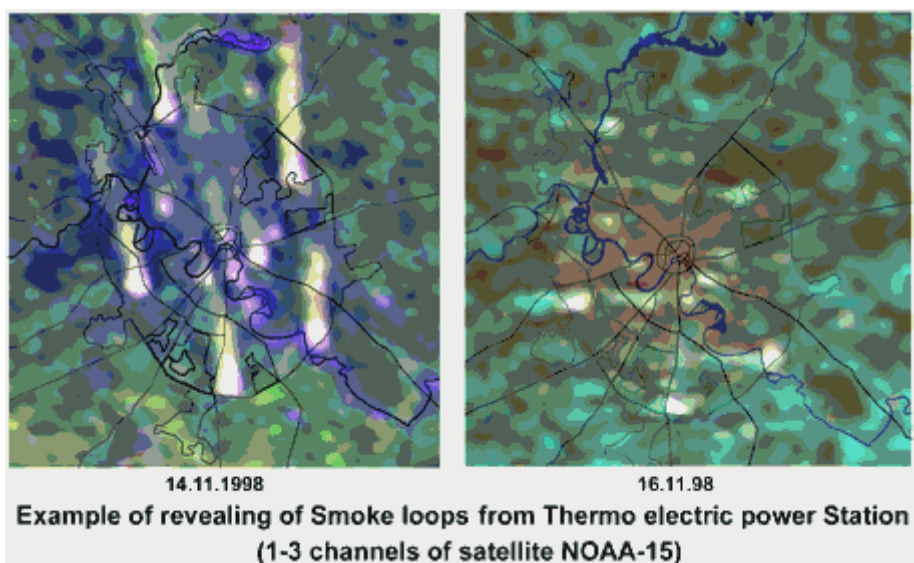 14.11.1998
16.11.98
Example of revealing of Smoke loops from Thermo electric power Station
(1-3 channels of satellite NOAA-15)